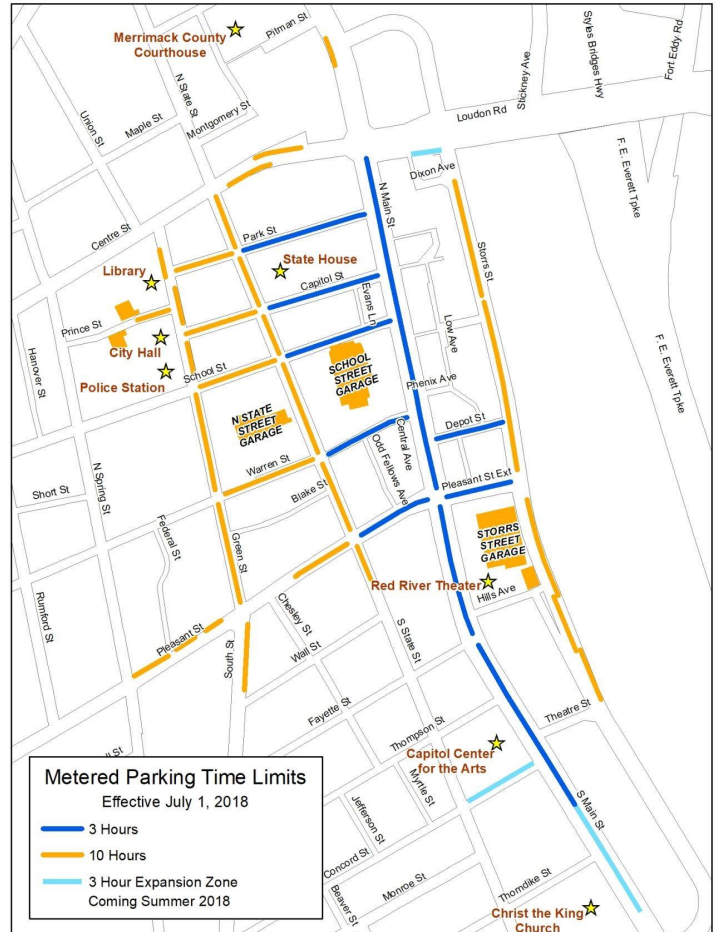 Merrimack County
Courthouse
Pitman St
N State St
Union St
Maple St
Montgomery St
Stickney Ave
Styles Bridges Hwy
Fort Eddy Rd
Loudon Rd
Dixon Ave
F. E. Everett Tpke
N Main St
Centre St
Park St
State House
Library
Capitol St
Storrs St
Evans Ln
Prince St
City Hall
Low Ave
Hanover St
School St
Police Station
SCHOOL
STREET
GARAGE
F. E. Everett Tpke
Phenix Ave
N STATE
STREET
GARAGE
Depot St
Central Ave
Odd Fellows Ave
Warren St
Pleasant St Ext
Blake St
Short St
N Spring St
Federal St
Green St
STORRS
STREET
GARAGE
Red River Theater
Hills Ave
Rumford St
Chesley St
Pleasant St
South St
Wall St
S State St
Fayette St
Theatre St
Thompson St
Capitol Center
for the Arts
ll St
Myrtle St
Jefferson St
S Main St
Concord St
Beaver St
Monroe St
Thorndike St
Christ the King
Church
Metered Parking Time Limits
Effective July 1, 2018
3 Hours
10 Hours
3 Hour Expansion Zone
Coming Summer 2018